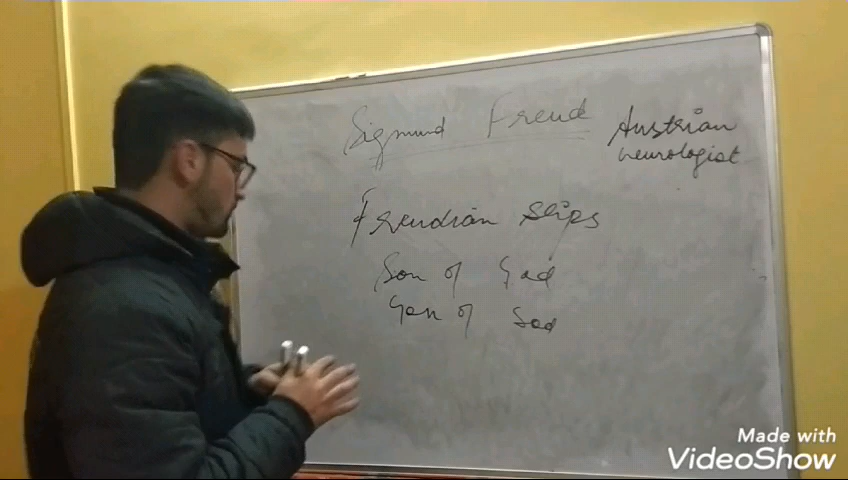 Sigmund Freud
Austrian
neurologist
Freudian Slips
Son of God
Gon of Sod
Made with
VideoShow